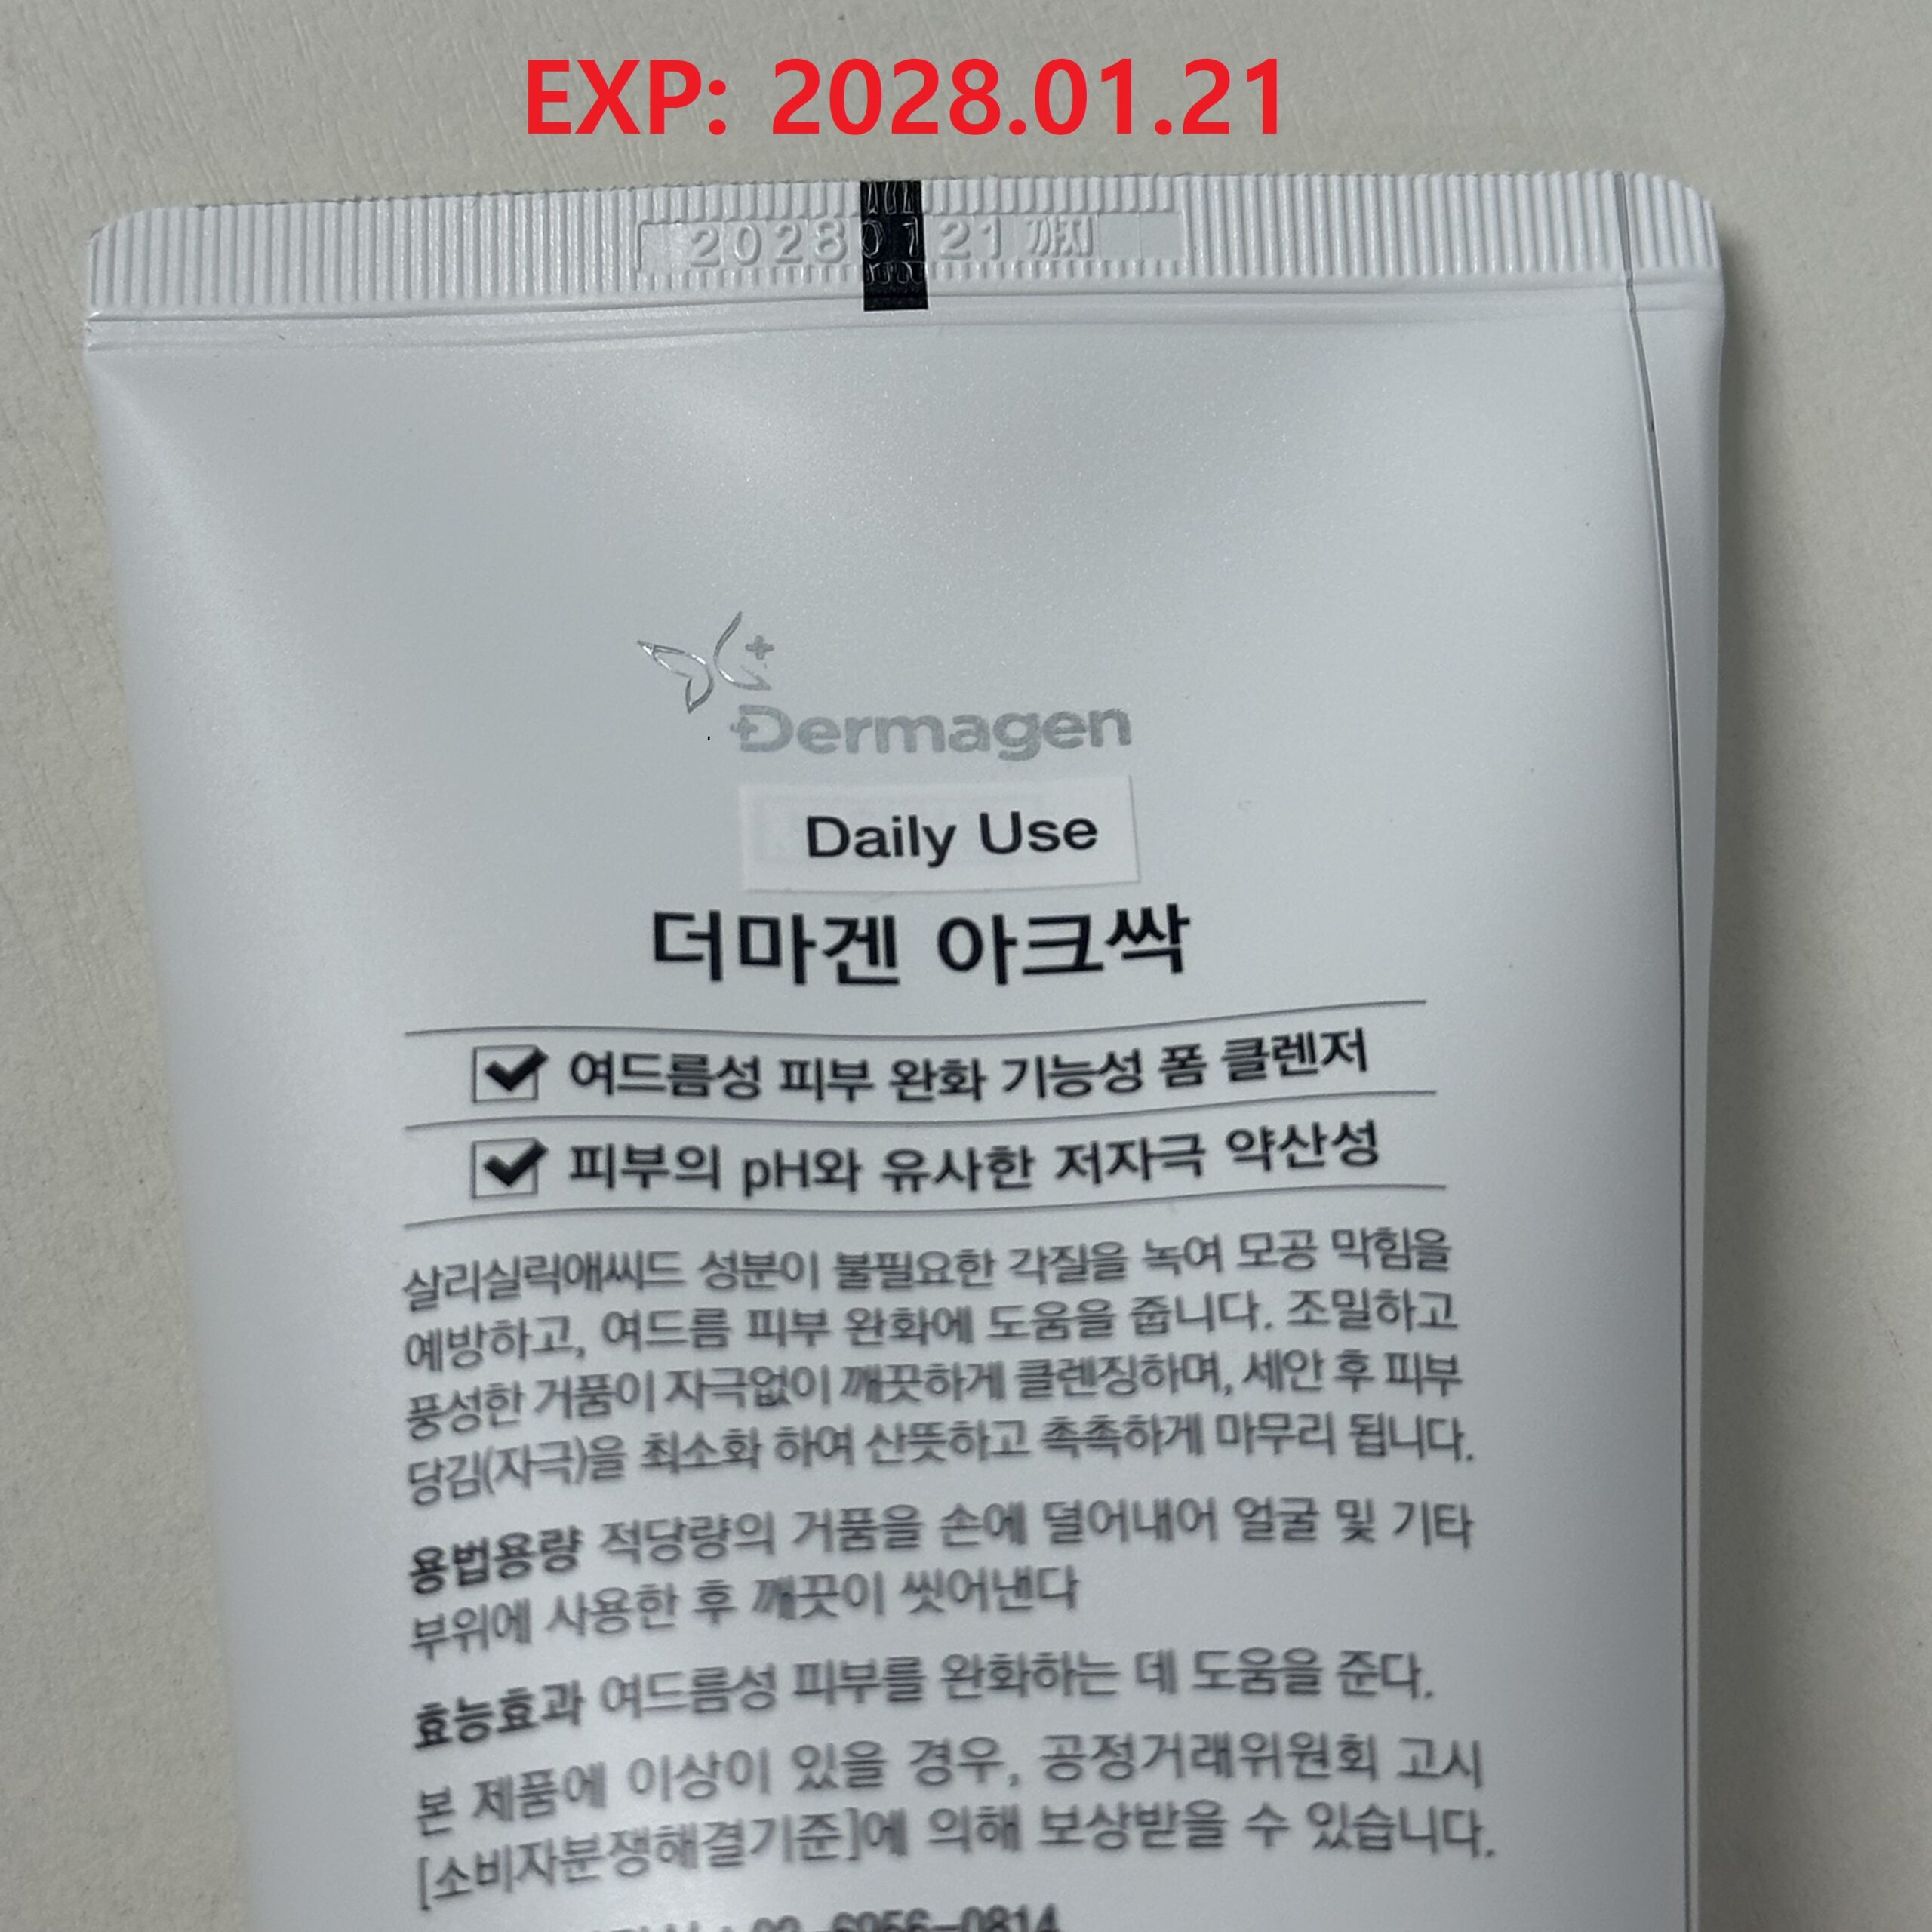 EXP: 2028.01.21
20280121 까지
Dermagen
Daily Use
더마겐 아크싹
여드름성 피부 완화 기능성 폼 클렌저
피부의 pH와 유사한 저자극 약산성
살리실릭애씨드 성분이 불필요한 각질을 녹여 모공 막힘을
예방하고, 여드름 피부 완화에 도움을 줍니다. 조밀하고
풍성한 거품이 자극없이 깨끗하게 클렌징하며, 세안 후 피부
당김(자극)을 최소화 하여 산뜻하고 촉촉하게 마무리 됩니다.
용법용량 적당량의 거품을 손에 덜어내어 얼굴 및 기타
부위에 사용한 후 깨끗이 씻어낸다
효능효과 여드름성 피부를 완화하는 데 도움을 준다.
본 제품에 이상이 있을 경우, 공정거래위원회 고시
[소비자분쟁해결기준]에 의해 보상받을 수 있습니다.
02-6956-0814